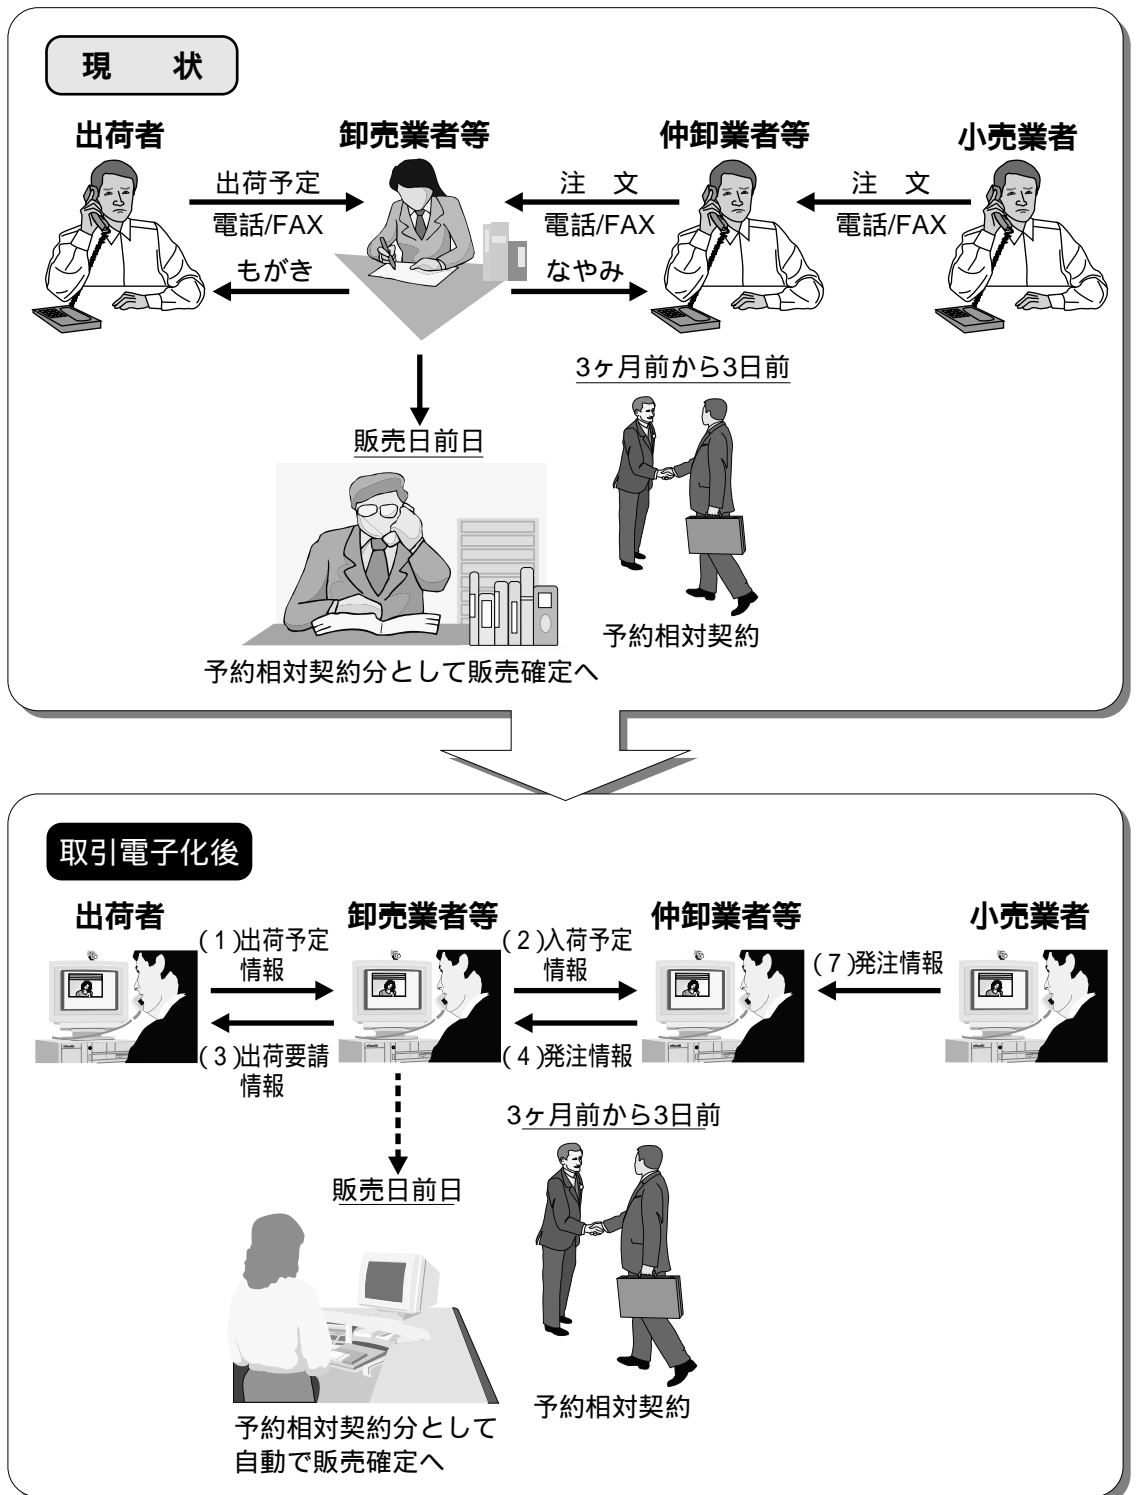 現　状
出荷者
卸売業者等
仲卸業者等
小売業者
出荷予定
電話/FAX
もがき
注　文
電話/FAX
なやみ
注　文
電話/FAX
3ヶ月前から3日前
販売日前日
予約相対契約
予約相対契約分として販売確定へ
取引電子化後
出荷者
卸売業者等
仲卸業者等
小売業者
(1)出荷予定
情報
(2)入荷予定
情報
(7)発注情報
(3)出荷要請
情報
(4)発注情報
3ヶ月前から3日前
販売日前日
予約相対契約
予約相対契約分として
自動で販売確定へ